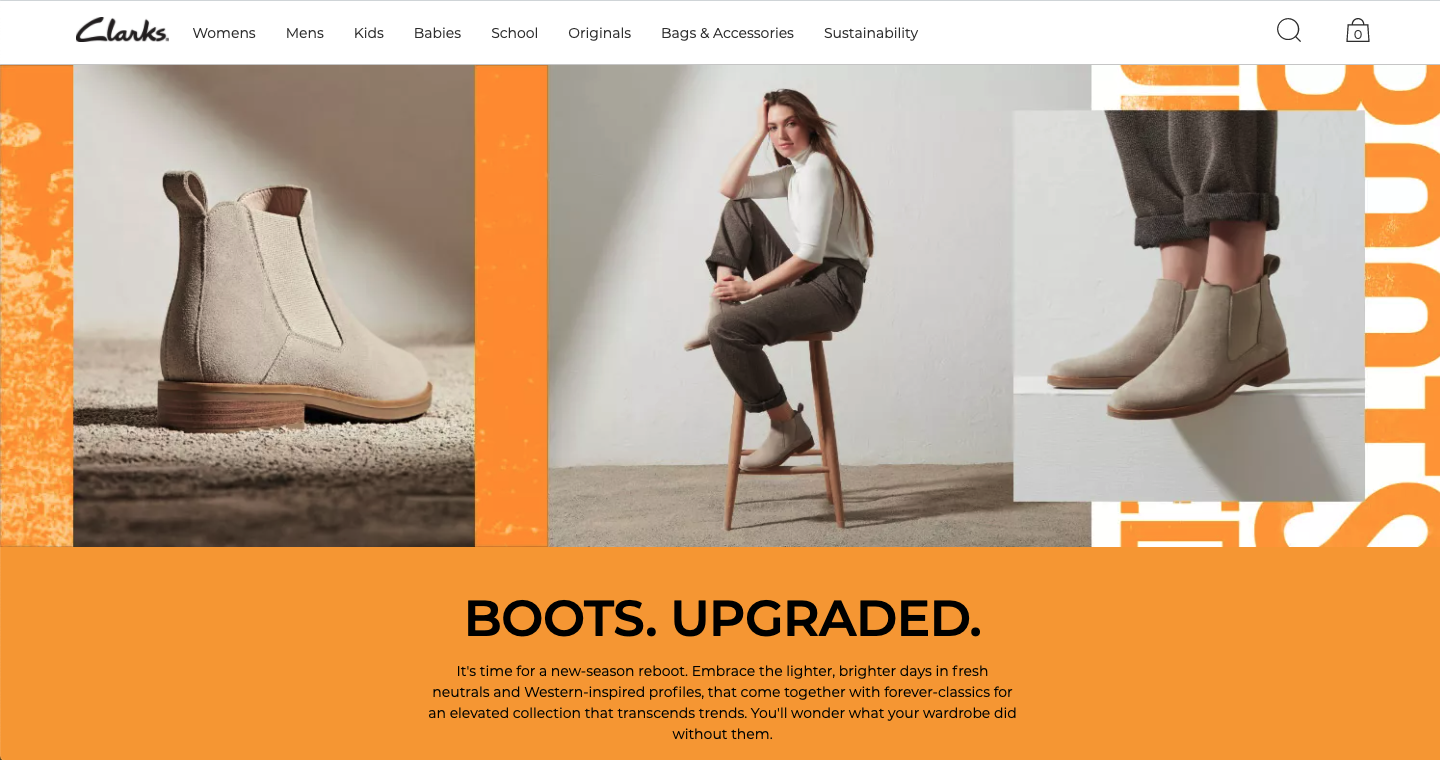 Clarks. Womens Mens Kids Babies School Originals Bags & Accessories Sustainability 0
BOOTS
BOOTS. UPGRADED.
It's time for a new-season reboot. Embrace the lighter, brighter days in fresh
neutrals and Western-inspired profiles, that come together with forever-classics for
an elevated collection that transcends trends. You'll wonder what your wardrobe did
without them.